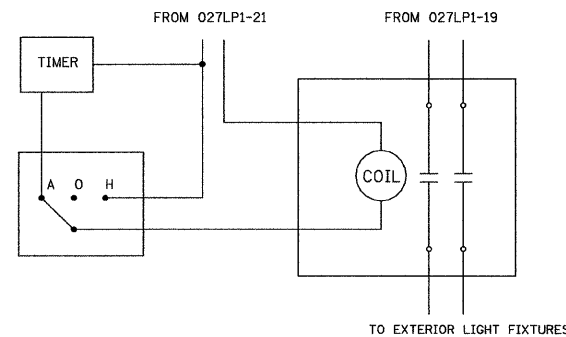 FROM 027LP1-21
FROM 027LP1-19
TIMER
A O H
COIL
TO EXTERIOR LIGHT FIXTURES